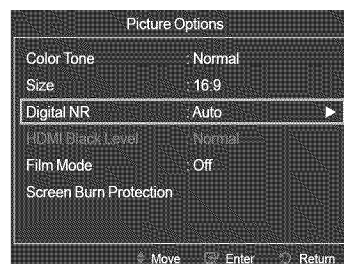 Picture Options
Color Tone : Normal
Size : 16:9
Digital NR : Auto
HDMI Black Level : Normal
Film Mode : Off
Screen Burn Protection
Move Enter Return